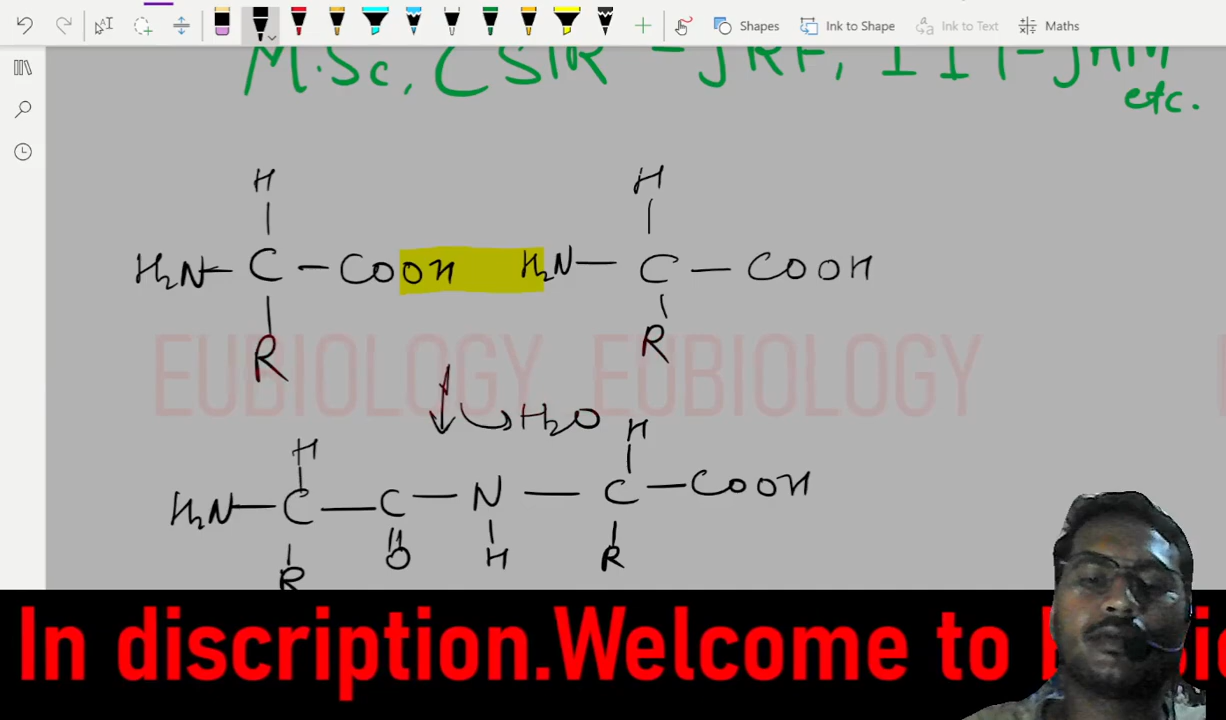 Shapes Ink to Shape Ink to Text Maths
M.Sc, CSIR - JRF, IIT-JAM
etc.
H H
H₂N - C - COOH H₂N - C - COOH
R R
EUBIOLOGY EUBIOLOGY
H₂O
H H
H₂N - C - C - N - C - COOH
O H R
R
In discription.Welcome to